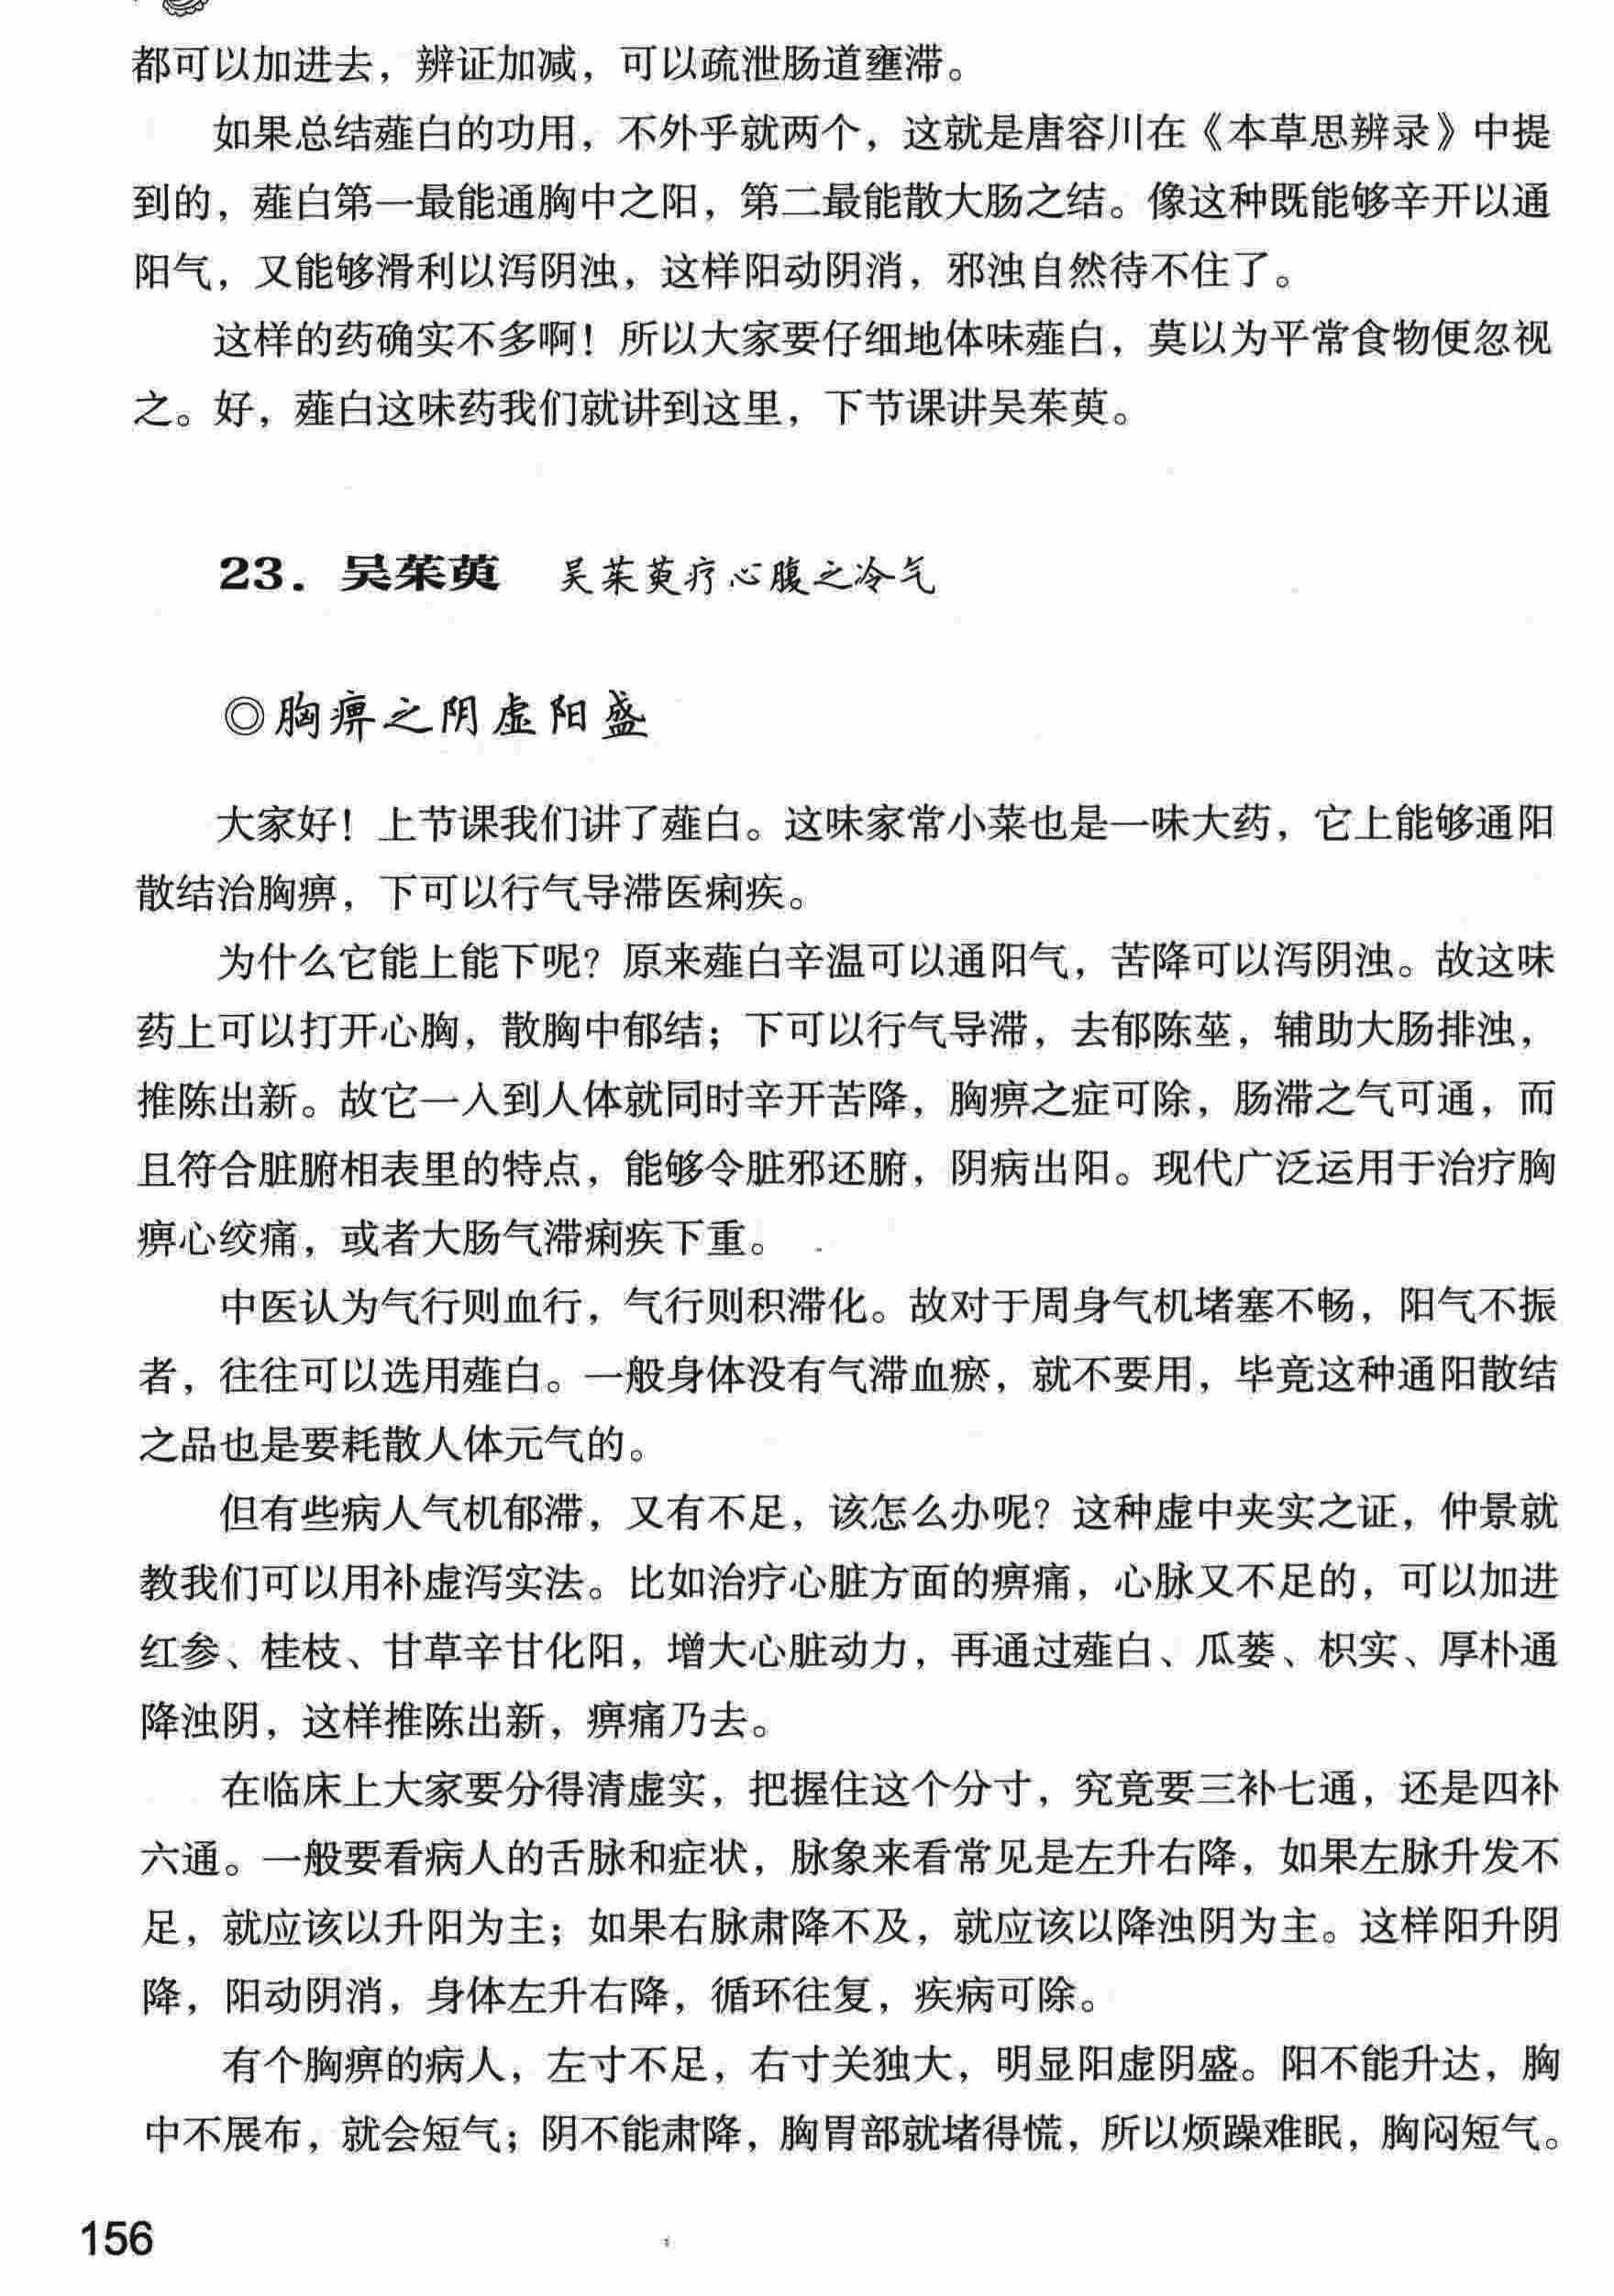 都可以加进去，辨证加减，可以疏泄肠道壅滞。
如果总结薤白的功用，不外乎就两个，这就是唐容川在《本草思辨录》中提
到的，薤白第一最能通胸中之阳，第二最能散大肠之结。像这种既能够辛开以通
阳气，又能够滑利以泻阴浊，这样阳动阴消，邪浊自然待不住了。
这样的药确实不多啊！所以大家要仔细地体味薤白，莫以为平常食物便忽视
之。好，薤白这味药我们就讲到这里，下节课讲吴茱萸。
23．吴茱萸 吴茱萸疗心腹之冷气
◎胸痹之阴虚阳盛
大家好！上节课我们讲了薤白。这味家常小菜也是一味大药，它上能够通阳
散结治胸痹，下可以行气导滞医痢疾。
为什么它能上能下呢？原来薤白辛温可以通阳气，苦降可以泻阴浊。故这味
药上可以打开心胸，散胸中郁结；下可以行气导滞，去郁陈莝，辅助大肠排浊，
推陈出新。故它一入到人体就同时辛开苦降，胸痹之症可除，肠滞之气可通，而
且符合脏腑相表里的特点，能够令脏邪还腑，阴病出阳。现代广泛运用于治疗胸
痹心绞痛，或者大肠气滞痢疾下重。
中医认为气行则血行，气行则积滞化。故对于周身气机堵塞不畅，阳气不振
者，往往可以选用薤白。一般身体没有气滞血瘀，就不要用，毕竟这种通阳散结
之品也是要耗散人体元气的。
但有些病人气机郁滞，又有不足，该怎么办呢？这种虚中夹实之证，仲景就
教我们可以用补虚泻实法。比如治疗心脏方面的痹痛，心脉又不足的，可以加进
红参、桂枝、甘草辛甘化阳，增大心脏动力，再通过薤白、瓜蒌、枳实、厚朴通
降浊阴，这样推陈出新，痹痛乃去。
在临床上大家要分得清虚实，把握住这个分寸，究竟要三补七通，还是四补
六通。一般要看病人的舌脉和症状，脉象来看常见是左升右降，如果左脉升发不
足，就应该以升阳为主；如果右脉肃降不及，就应该以降浊阴为主。这样阳升阴
降，阳动阴消，身体左升右降，循环往复，疾病可除。
有个胸痹的病人，左寸不足，右寸关独大，明显阳虚阴盛。阳不能升达，胸
中不展布，就会短气；阴不能肃降，胸胃部就堵得慌，所以烦躁难眠，胸闷短气。
156